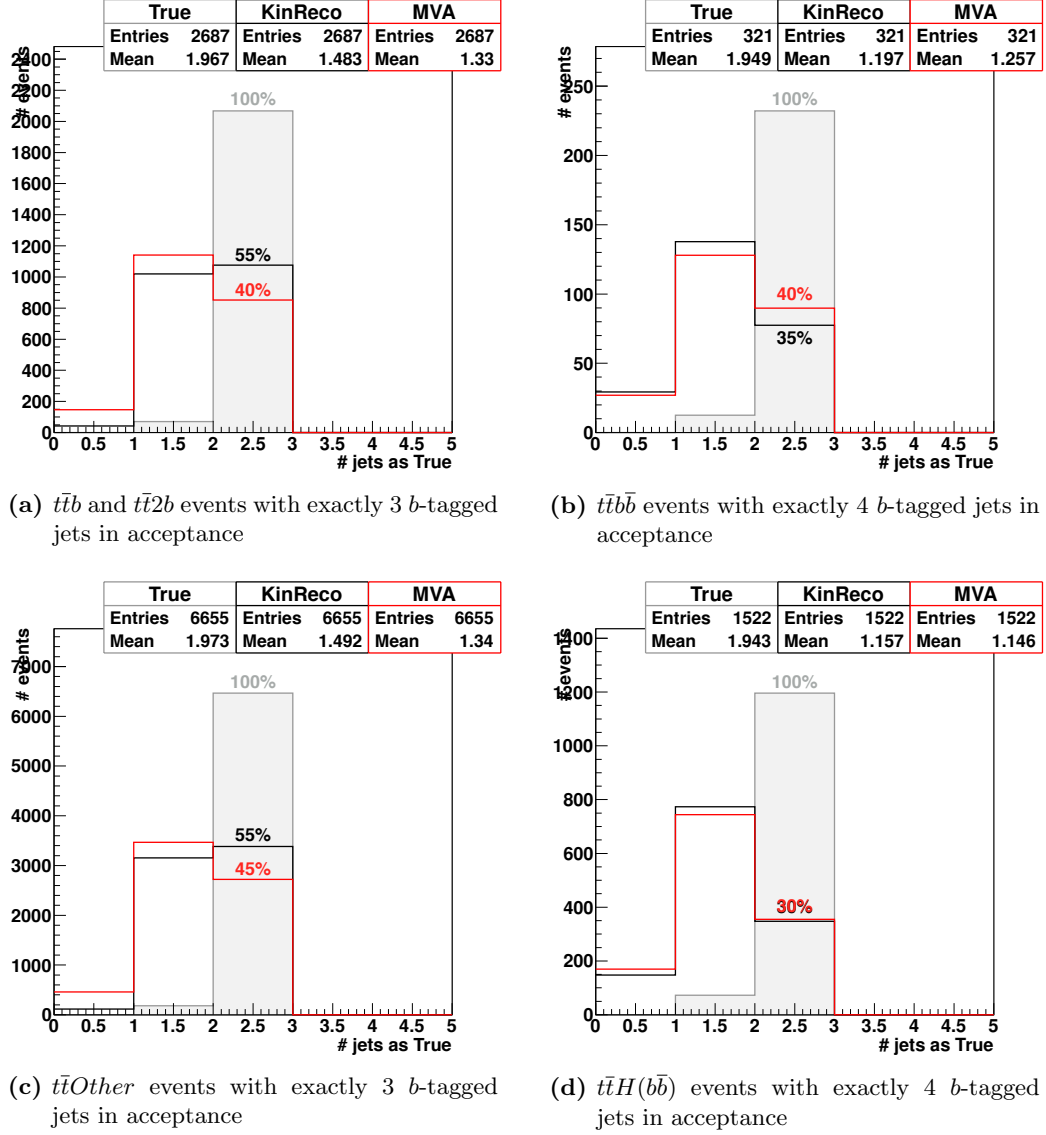 True KinReco MVA
Entries 2687 Entries 2687 Entries 2687
Mean 1.967 Mean 1.483 Mean 1.33
# events
2400
2200
2000
1800
1600
1400
1200
1000
800
600
400
200
0
100%
55%
40%
0 0.5 1 1.5 2 2.5 3 3.5 4 4.5 5
# jets as True
(a) tt̄b and tt̄2b events with exactly 3 b-tagged
jets in acceptance
True KinReco MVA
Entries 321 Entries 321 Entries 321
Mean 1.949 Mean 1.197 Mean 1.257
# events
250
200
150
100
50
0
100%
40%
35%
0 0.5 1 1.5 2 2.5 3 3.5 4 4.5 5
# jets as True
(b) tt̄bb̄ events with exactly 4 b-tagged jets in
acceptance
True KinReco MVA
Entries 6655 Entries 6655 Entries 6655
Mean 1.973 Mean 1.492 Mean 1.34
# events
7000
6000
5000
4000
3000
2000
1000
0
100%
55%
45%
0 0.5 1 1.5 2 2.5 3 3.5 4 4.5 5
# jets as True
(c) tt̄Other events with exactly 3 b-tagged
jets in acceptance
True KinReco MVA
Entries 1522 Entries 1522 Entries 1522
Mean 1.943 Mean 1.157 Mean 1.146
# events
1400
1200
1000
800
600
400
200
0
100%
30%
0 0.5 1 1.5 2 2.5 3 3.5 4 4.5 5
# jets as True
(d) tt̄H(bb̄) events with exactly 4 b-tagged
jets in acceptance